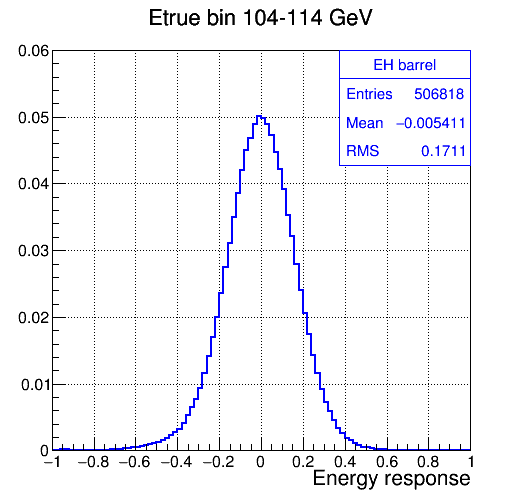 Etrue bin 104-114 GeV
EH barrel
Entries 506818
Mean −0.005411
RMS 0.1711
0.06
0.05
0.04
0.03
0.02
0.01
0
−1 −0.8 −0.6 −0.4 −0.2 0 0.2 0.4 0.6 0.8 1
Energy response